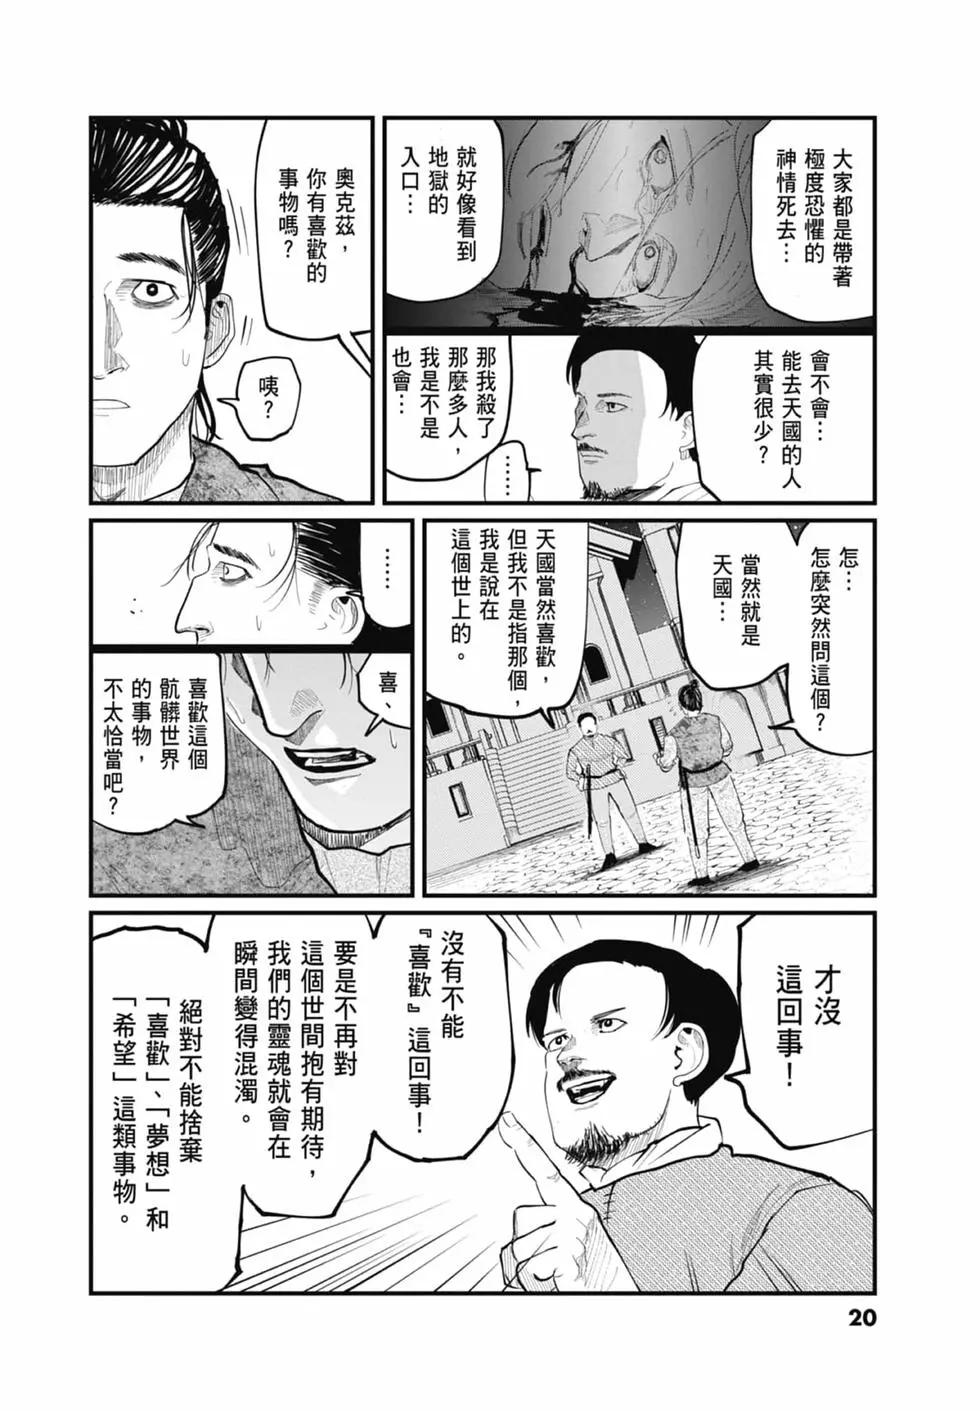 大家都是帶著
極度恐懼的
神情死去…
就好像看到
地獄的
入口…
會不會…
能去天國的人
其實很少？
那我殺了
那麼多人，
我是不是
也會…
……
奧克茲，
你有喜歡的
事物嗎？
咦？
怎…
怎麼突然問這個？
當然就是
天國…
天國當然喜歡，
但我不是指那個，
我是說在
這個世上的。
……
喜、
喜歡這個
骯髒世界
的事物，
不太恰當吧？
才沒
這回事！
沒有不能
『喜歡』這回事！
要是不再對
這個世間抱有期待，
我們的靈魂就會在
瞬間變得混濁。
絕對不能捨棄
「喜歡」、「夢想」和
「希望」這類事物。
20